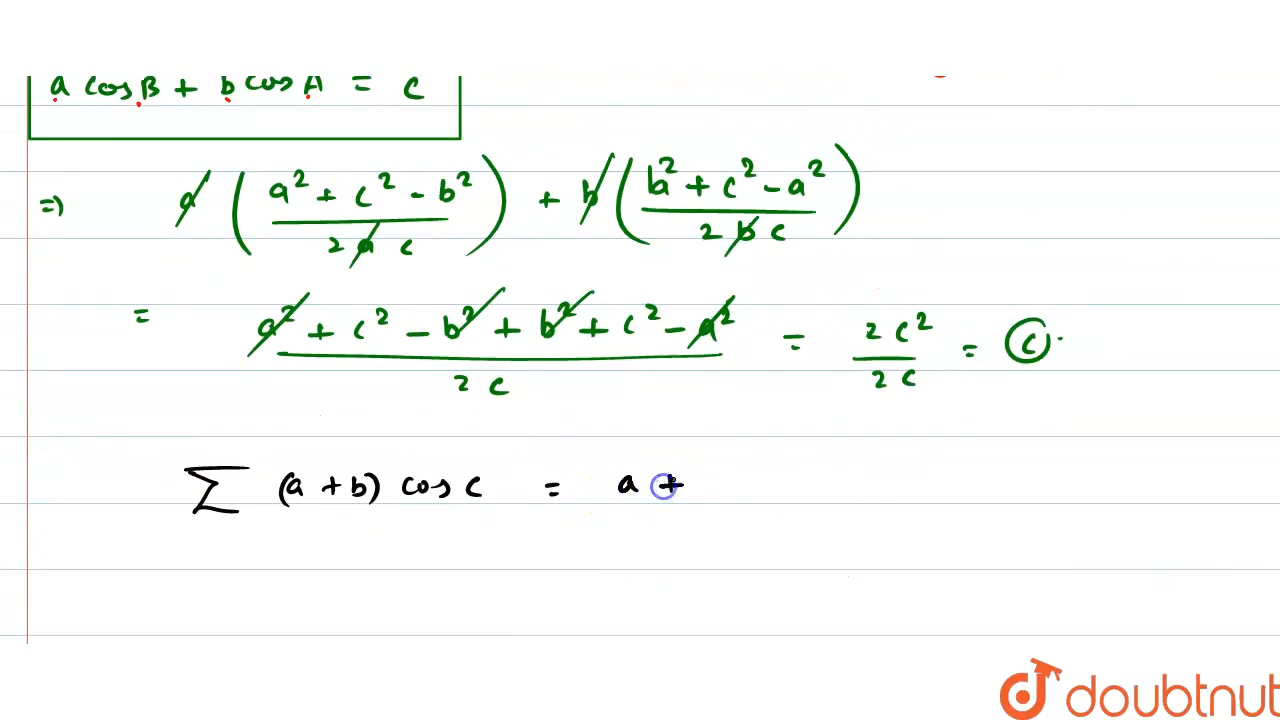 a cos B + b cos A = c
=> a ( a² + c² - b² / 2 a c ) + b ( b² + c² - a² / 2 b c )
= a² + c² - b² + b² + c² - a² / 2 c = 2 c² / 2 c = c
Σ (a + b) cos c = a +
doubtnut